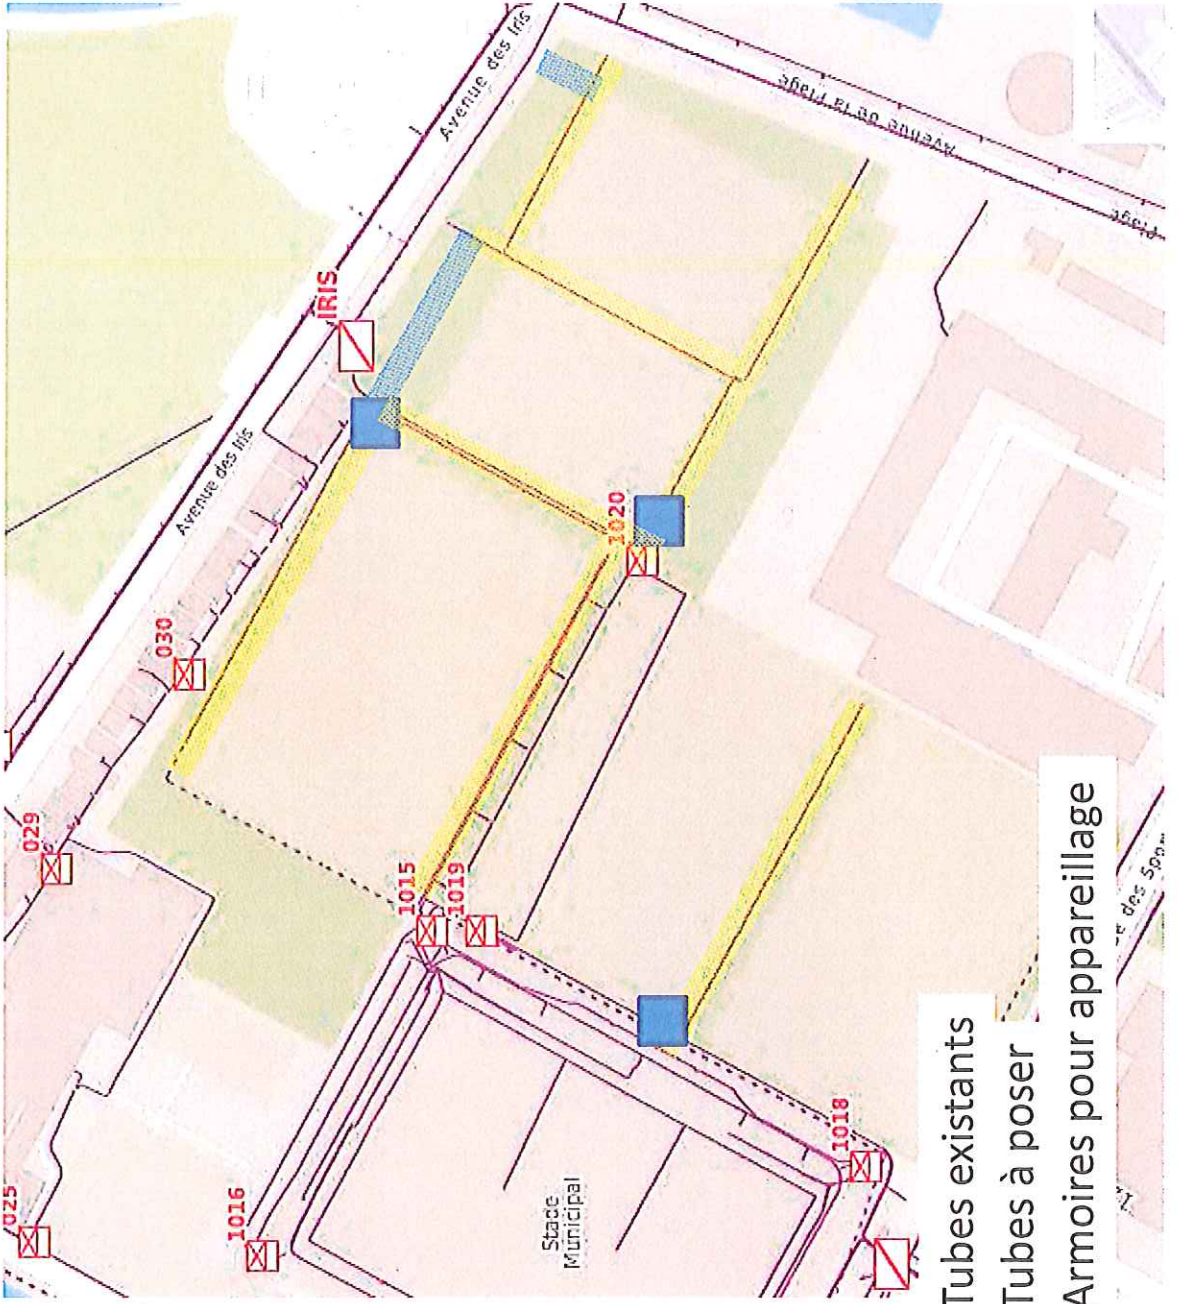 Avenue des Iris
IRIS
Avenue des Iris
Avenue de la Plage
Plage
030
029
1020
1015
1019
025
1016
1018
Stade
Municipal
Tubes existants
Tubes à poser
Armoires pour appareillage